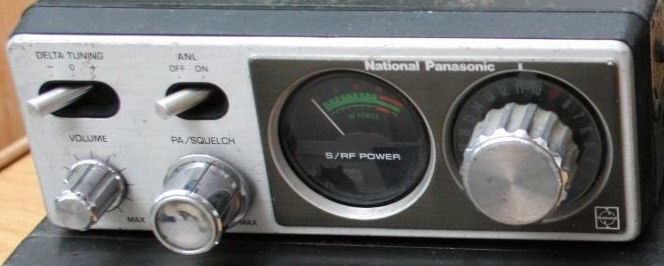 DELTA TUNING
- 0 +
ANL
OFF ON
National Panasonic
VOLUME
PA/SQUELCH
S/RF POWER
MAX
MAX